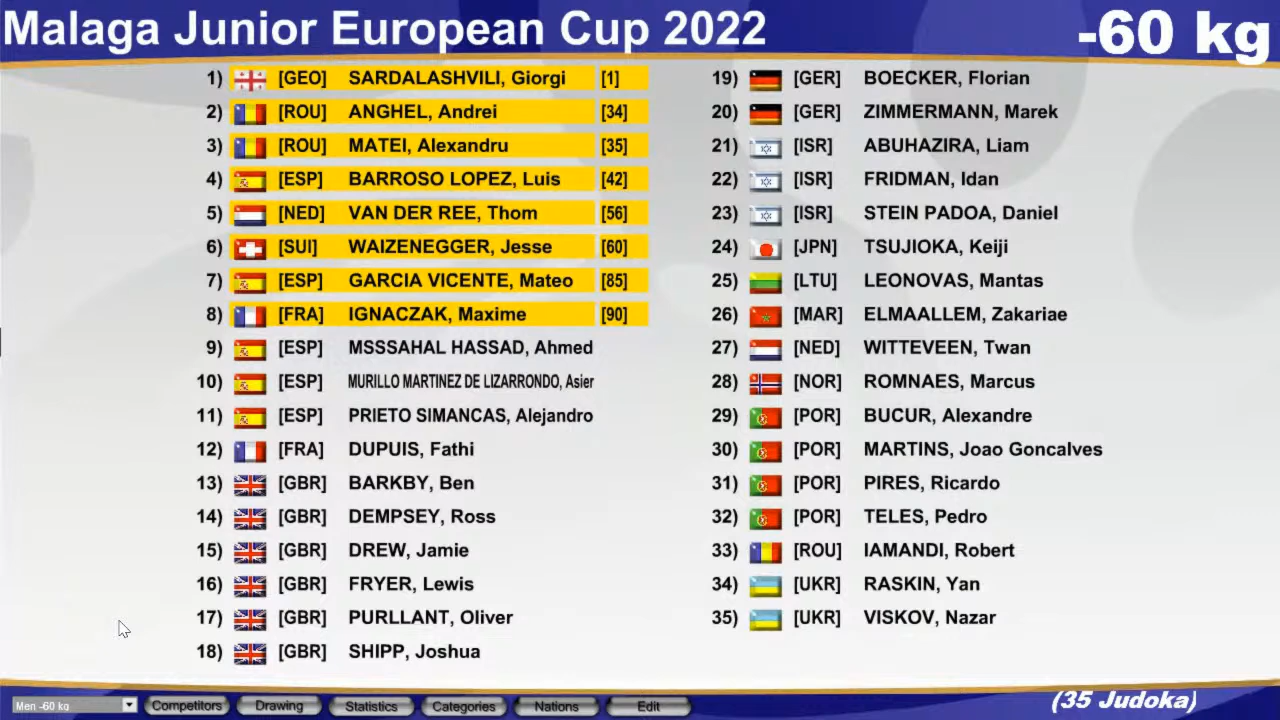 Malaga Junior European Cup 2022
-60 kg
1) [GEO] SARDALASHVILI, Giorgi [1]
2) [ROU] ANGHEL, Andrei [34]
3) [ROU] MATEI, Alexandru [35]
4) [ESP] BARROSO LOPEZ, Luis [42]
5) [NED] VAN DER REE, Thom [56]
6) [SUI] WAIZENEGGER, Jesse [60]
7) [ESP] GARCIA VICENTE, Mateo [85]
8) [FRA] IGNACZAK, Maxime [90]
9) [ESP] MSSSAHAL HASSAD, Ahmed
10) [ESP] MURILLO MARTINEZ DE LIZARRONDO, Asier
11) [ESP] PRIETO SIMANCAS, Alejandro
12) [FRA] DUPUIS, Fathi
13) [GBR] BARKBY, Ben
14) [GBR] DEMPSEY, Ross
15) [GBR] DREW, Jamie
16) [GBR] FRYER, Lewis
17) [GBR] PURLLANT, Oliver
18) [GBR] SHIPP, Joshua
19) [GER] BOECKER, Florian
20) [GER] ZIMMERMANN, Marek
21) [ISR] ABUHAZIRA, Liam
22) [ISR] FRIDMAN, Idan
23) [ISR] STEIN PADOA, Daniel
24) [JPN] TSUJIOKA, Keiji
25) [LTU] LEONOVAS, Mantas
26) [MAR] ELMAALLEM, Zakariae
27) [NED] WITTEVEEN, Twan
28) [NOR] ROMNAES, Marcus
29) [POR] BUCUR, Alexandre
30) [POR] MARTINS, Joao Goncalves
31) [POR] PIRES, Ricardo
32) [POR] TELES, Pedro
33) [ROU] IAMANDI, Robert
34) [UKR] RASKIN, Yan
35) [UKR] VISKOV, Nazar
Men -60 kg
Competitors
Drawing
Statistics
Categories
Nations
Edit
(35 Judoka)